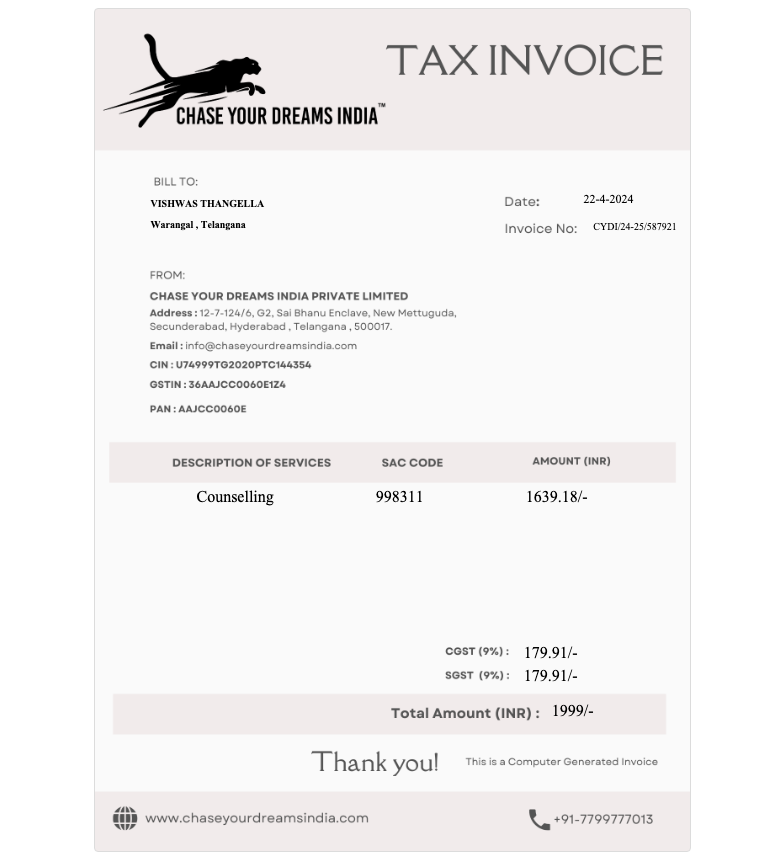 TAX INVOICE
CHASE YOUR DREAMS INDIA™
BILL TO:
VISHWAS THANGELLA
Warangal , Telangana
Date: 22-4-2024
Invoice No: CYDI/24-25/587921
FROM:
CHASE YOUR DREAMS INDIA PRIVATE LIMITED
Address : 12-7-124/6, G2, Sai Bhanu Enclave, New Mettuguda,
Secunderabad, Hyderabad , Telangana , 500017.
Email : info@chaseyourdreamsindia.com
CIN : U74999TG2020PTC144354
GSTIN : 36AAJCC0060E1Z4
PAN : AAJCC0060E
DESCRIPTION OF SERVICES SAC CODE AMOUNT (INR)
Counselling 998311 1639.18/-
CGST (9%) : 179.91/-
SGST (9%) : 179.91/-
Total Amount (INR) : 1999/-
Thank you! This is a Computer Generated Invoice
www.chaseyourdreamsindia.com +91-7799777013